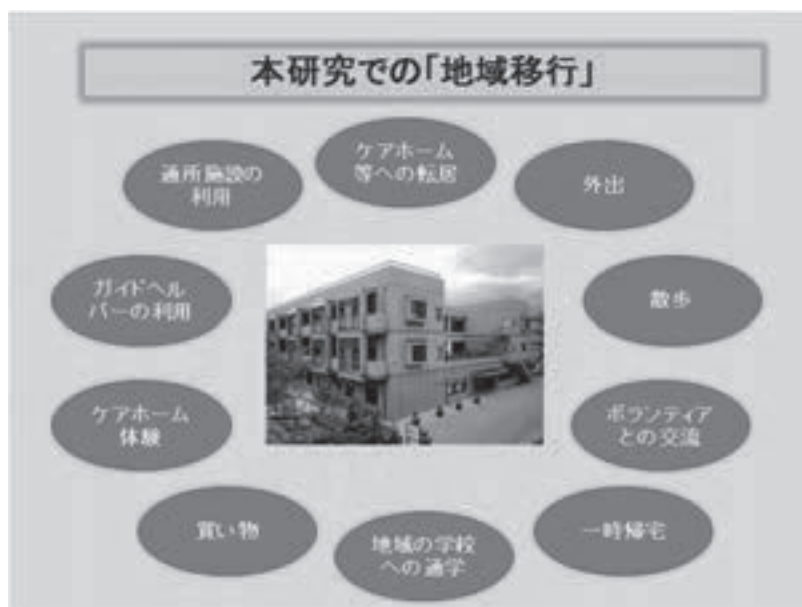 本研究での「地域移行」
ケアホーム
等への転居
通所施設の
利用
外出
ガイドヘル
パーの利用
散歩
ケアホーム
体験
ボランティア
との交流
買い物
地域の学校
への通学
一時帰宅